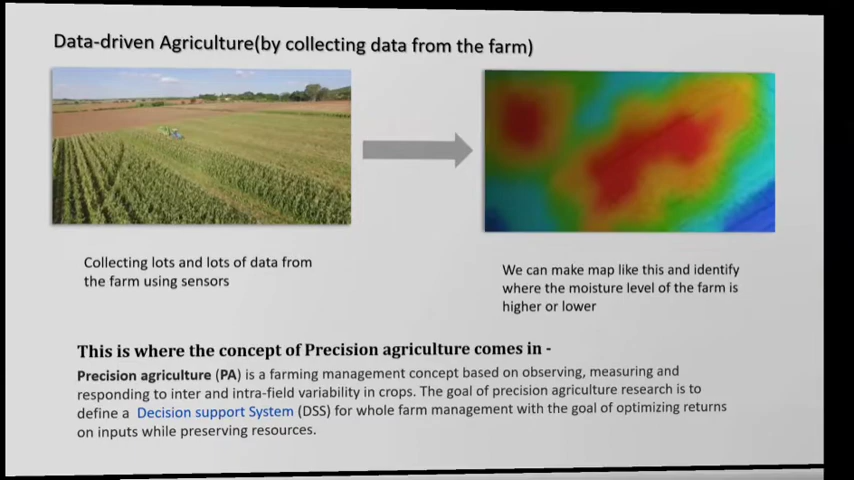 Data-driven Agriculture(by collecting data from the farm)
Collecting lots and lots of data from
the farm using sensors
We can make map like this and identify
where the moisture level of the farm is
higher or lower
This is where the concept of Precision agriculture comes in -
Precision agriculture (PA) is a farming management concept based on observing, measuring and
responding to inter and intra-field variability in crops. The goal of precision agriculture research is to
define a Decision support System (DSS) for whole farm management with the goal of optimizing returns
on inputs while preserving resources.